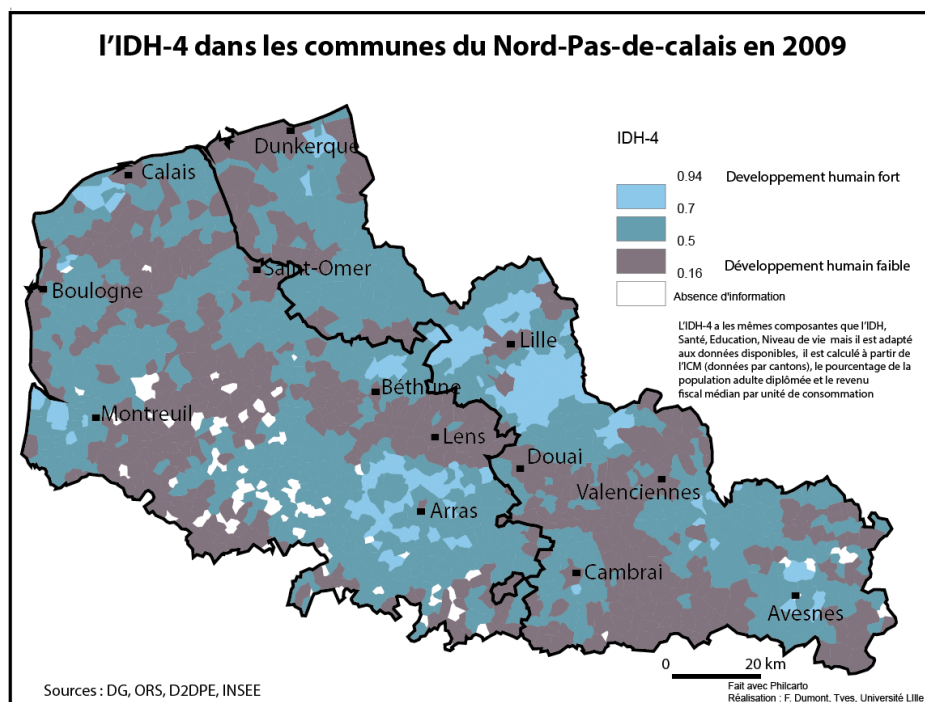 l'IDH-4 dans les communes du Nord-Pas-de-calais en 2009
Dunkerque
Calais
Saint-Omer
Boulogne
Lille
Béthune
Montreuil
Lens
Douai
Valenciennes
Arras
Cambrai
Avesnes
IDH-4
0.94 Developpement humain fort
0.7
0.5
0.16 Développement humain faible
Absence d'information
L'IDH-4 a les mêmes composantes que l'IDH,
Santé, Education, Niveau de vie mais il est adapté
aux données disponibles, il est calculé à partir de
l'ICM (données par cantons), le pourcentage de la
population adulte diplômée et le revenu
fiscal médian par unité de consommation
0 20 km
Fait avec Philcarto
Réalisation : F. Dumont, Tves, Université LIlle
Sources : DG, ORS, D2DPE, INSEE